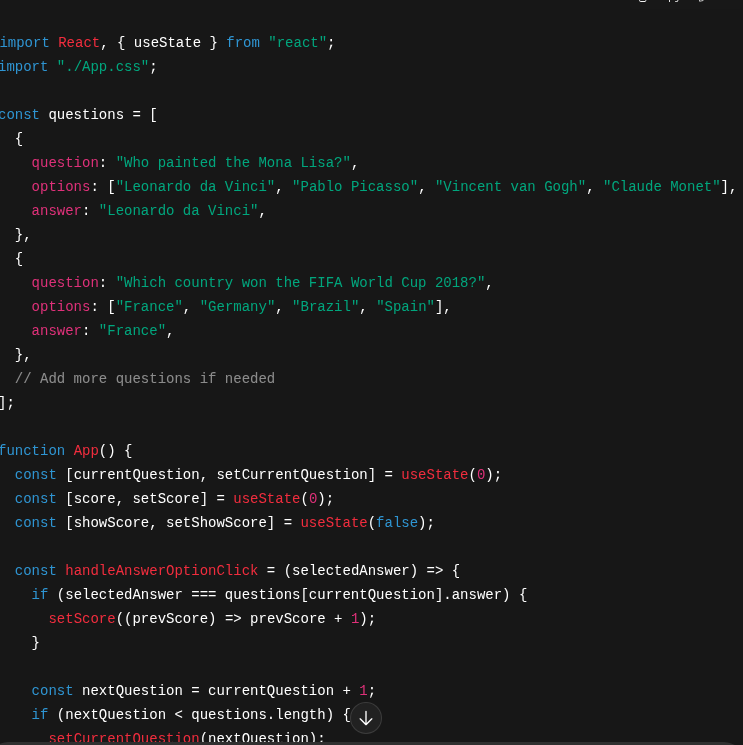 import React, { useState } from "react";
import "./App.css";

const questions = [
  {
    question: "Who painted the Mona Lisa?",
    options: ["Leonardo da Vinci", "Pablo Picasso", "Vincent van Gogh", "Claude Monet"],
    answer: "Leonardo da Vinci",
  },
  {
    question: "Which country won the FIFA World Cup 2018?",
    options: ["France", "Germany", "Brazil", "Spain"],
    answer: "France",
  },
  // Add more questions if needed
];

function App() {
  const [currentQuestion, setCurrentQuestion] = useState(0);
  const [score, setScore] = useState(0);
  const [showScore, setShowScore] = useState(false);

  const handleAnswerOptionClick = (selectedAnswer) => {
    if (selectedAnswer === questions[currentQuestion].answer) {
      setScore((prevScore) => prevScore + 1);
    }

    const nextQuestion = currentQuestion + 1;
    if (nextQuestion < questions.length) {
      setCurrentQuestion(nextQuestion);